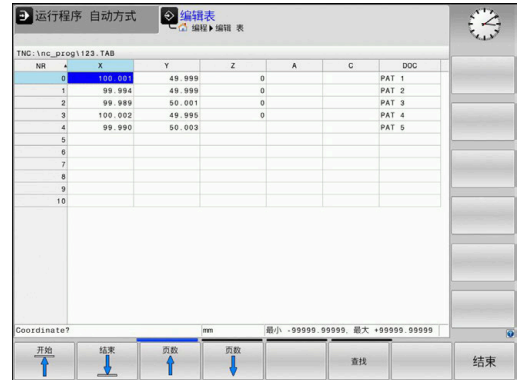 运行程序 自动方式
编辑表
编程▶编辑 表
TNC:\nc_prog\123.TAB
NR X Y Z A C DOC
0 100.001 49.999 0 PAT 1
1 99.994 49.999 0 PAT 2
2 99.989 50.001 0 PAT 3
3 100.002 49.995 0 PAT 4
4 99.990 50.003 PAT 5
5
6
7
8
9
10
Coordinate? mm 最小 -99999.99999, 最大 +99999.99999
开始 结束 页数 页数 查找 结束